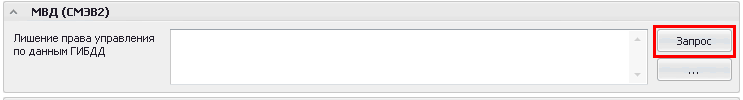 МВД (СМЭВ2)
Лишение права управления
по данным ГИБДД
Запрос
...